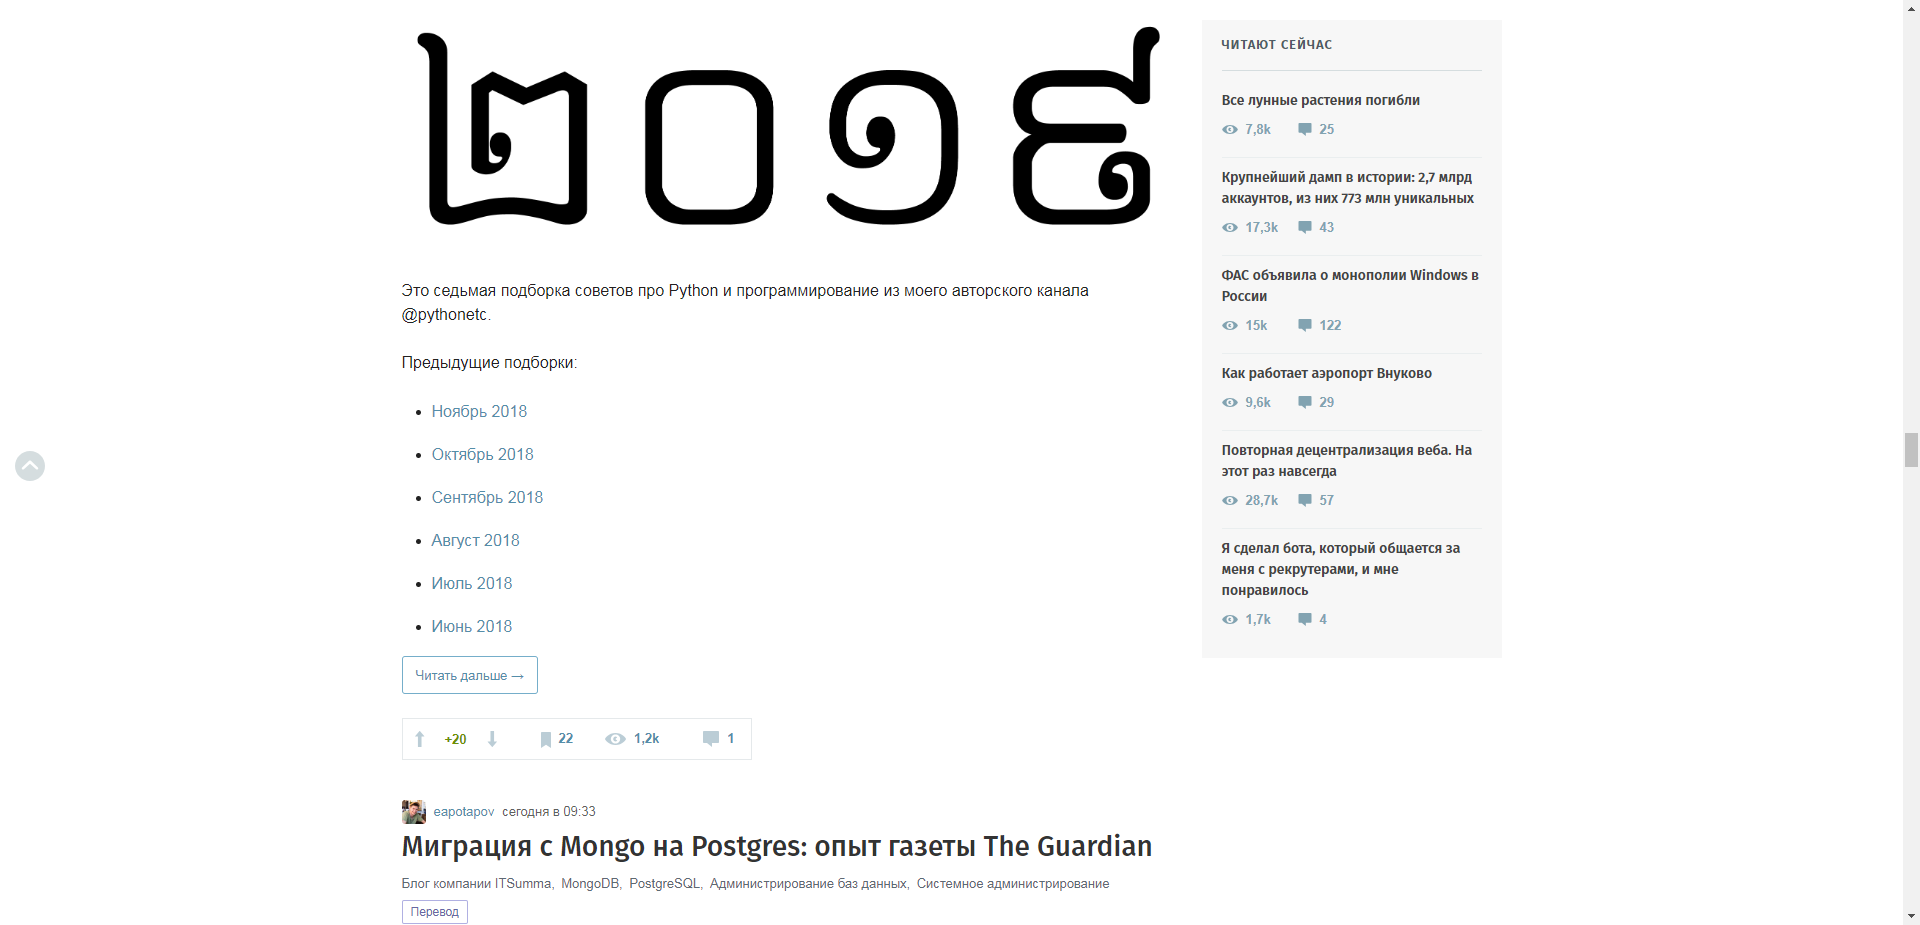 ២០១៩
Это седьмая подборка советов про Python и программирование из моего авторского канала
@pythonetc.
Предыдущие подборки:
Ноябрь 2018
Октябрь 2018
Сентябрь 2018
Август 2018
Июль 2018
Июнь 2018
Читать дальше →
+20 22 1,2k 1
eapotapov сегодня в 09:33
Миграция с Mongo на Postgres: опыт газеты The Guardian
Блог компании ITSumma, MongoDB, PostgreSQL, Администрирование баз данных, Системное администрирование
Перевод
ЧИТАЮТ СЕЙЧАС
Все лунные растения погибли
7,8k 25
Крупнейший дамп в истории: 2,7 млрд
аккаунтов, из них 773 млн уникальных
17,3k 43
ФАС объявила о монополии Windows в
России
15k 122
Как работает аэропорт Внуково
9,6k 29
Повторная децентрализация веба. На
этот раз навсегда
28,7k 57
Я сделал бота, который общается за
меня с рекрутерами, и мне
понравилось
1,7k 4